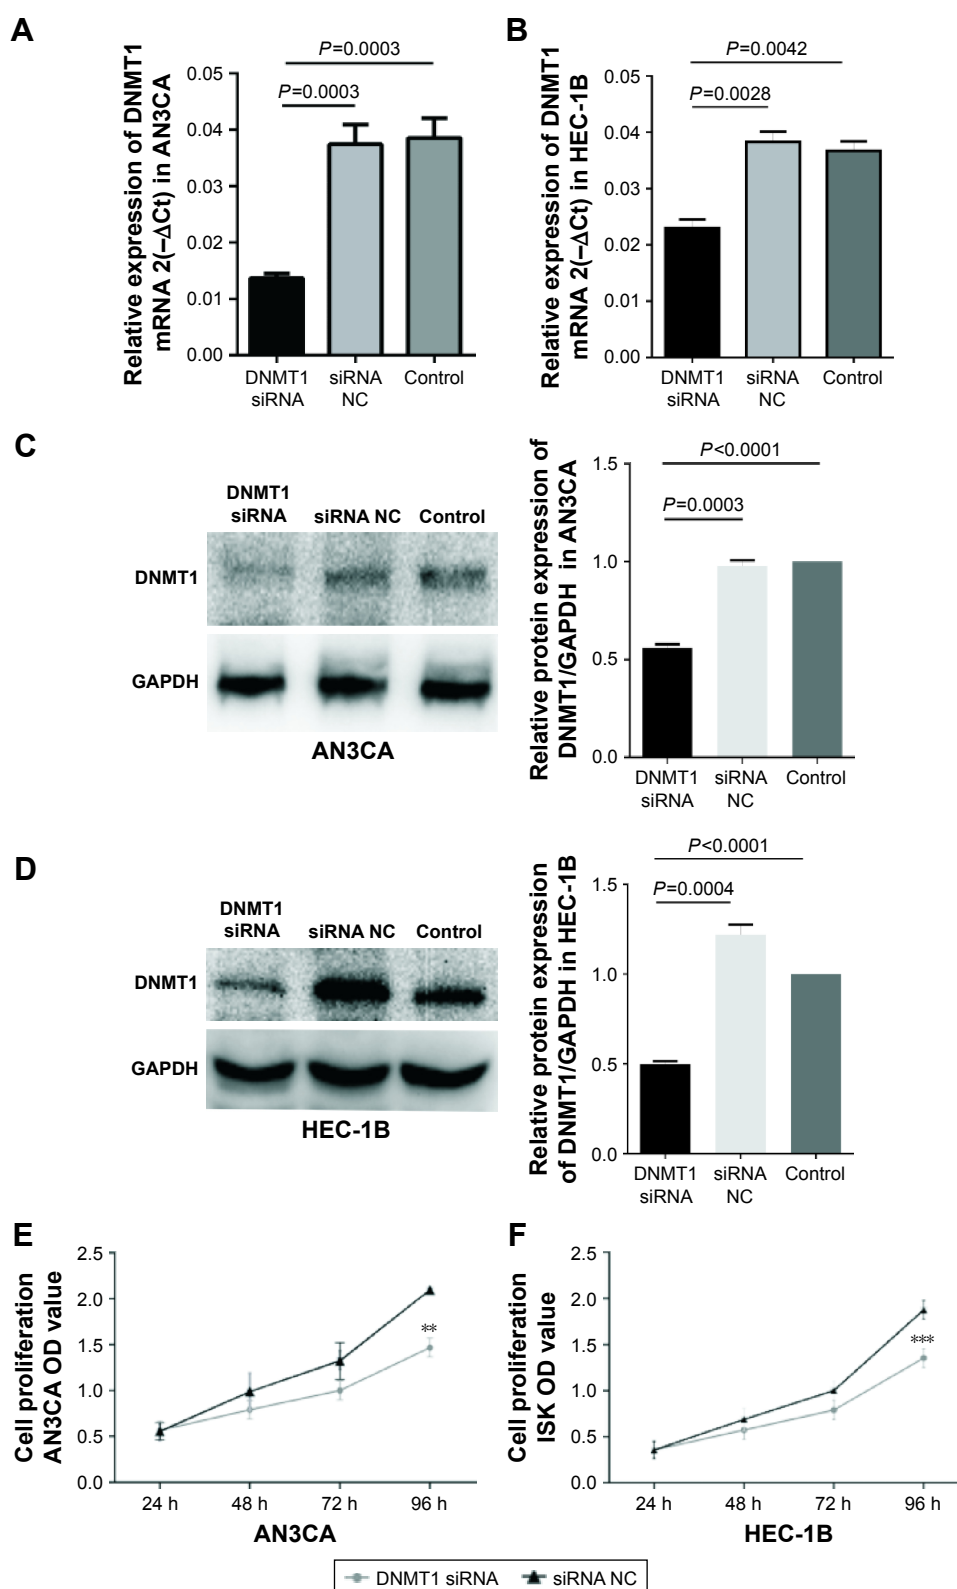 A
Relative expression of DNMT1
mRNA 2(−ΔCt) in AN3CA
P=0.0003
P=0.0003
0.05
0.04
0.03
0.02
0.01
0.00
DNMT1
siRNA
siRNA
NC
Control
B
Relative expression of DNMT1
mRNA 2(−ΔCt) in HEC-1B
P=0.0042
P=0.0028
0.05
0.04
0.03
0.02
0.01
0.00
DNMT1
siRNA
siRNA
NC
Control
C
DNMT1
siRNA
siRNA NC
Control
DNMT1
GAPDH
AN3CA
Relative protein expression of
DNMT1/GAPDH in AN3CA
P<0.0001
P=0.0003
1.5
1.0
0.5
0.0
DNMT1
siRNA
siRNA
NC
Control
D
DNMT1
siRNA
siRNA NC
Control
DNMT1
GAPDH
HEC-1B
Relative protein expression
of DNMT1/GAPDH in HEC-1B
P<0.0001
P=0.0004
1.5
1.0
0.5
0.0
DNMT1
siRNA
siRNA
NC
Control
E
Cell proliferation
AN3CA OD value
2.5
2.0
1.5
1.0
0.5
0.0
**
24 h
48 h
72 h
96 h
AN3CA
F
Cell proliferation
ISK OD value
2.5
2.0
1.5
1.0
0.5
0.0
***
24 h
48 h
72 h
96 h
HEC-1B
DNMT1 siRNA
siRNA NC